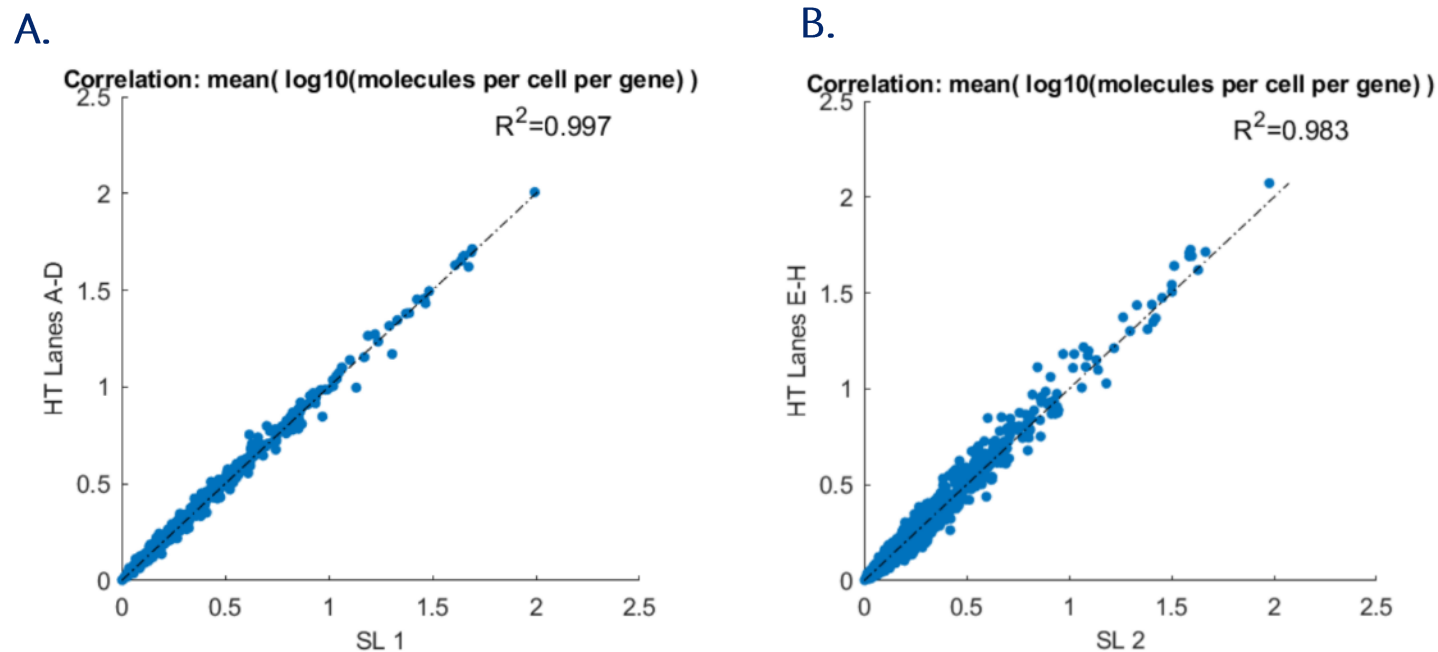 A.
Correlation: mean( log10(molecules per cell per gene) )
R²=0.997
2.5
2
1.5
1
0.5
0
HT Lanes A-D
0 0.5 1 1.5 2 2.5
SL 1
B.
Correlation: mean( log10(molecules per cell per gene) )
R²=0.983
2.5
2
1.5
1
0.5
0
HT Lanes E-H
0 0.5 1 1.5 2 2.5
SL 2